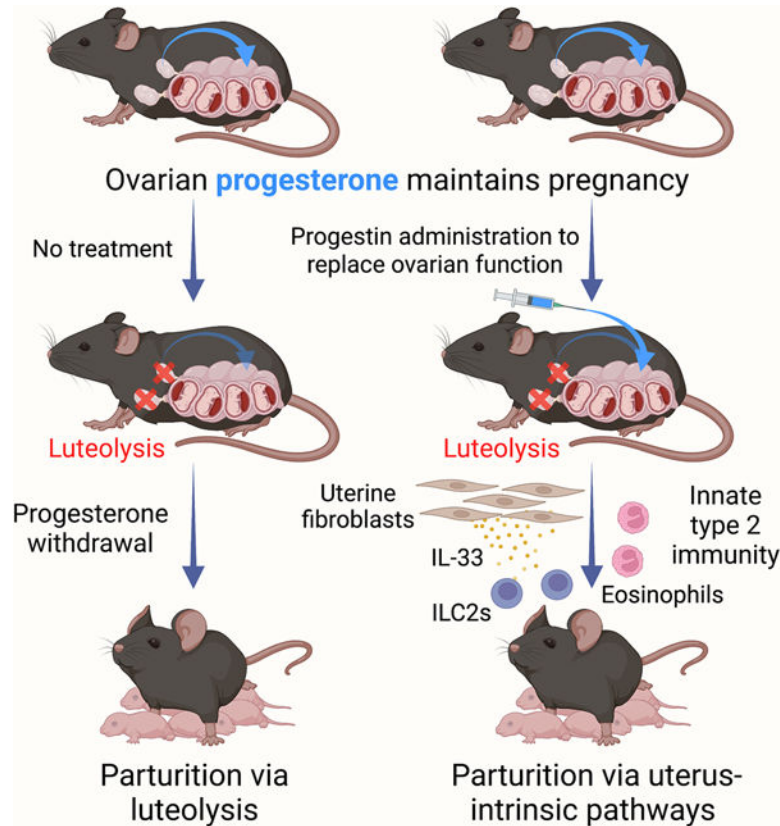 Ovarian progesterone maintains pregnancy
No treatment
Progestin administration to
replace ovarian function
Luteolysis
Luteolysis
Progesterone
withdrawal
Uterine
fibroblasts
IL-33
ILC2s
Innate
type 2
immunity
Eosinophils
Parturition via
luteolysis
Parturition via uterus-
intrinsic pathways